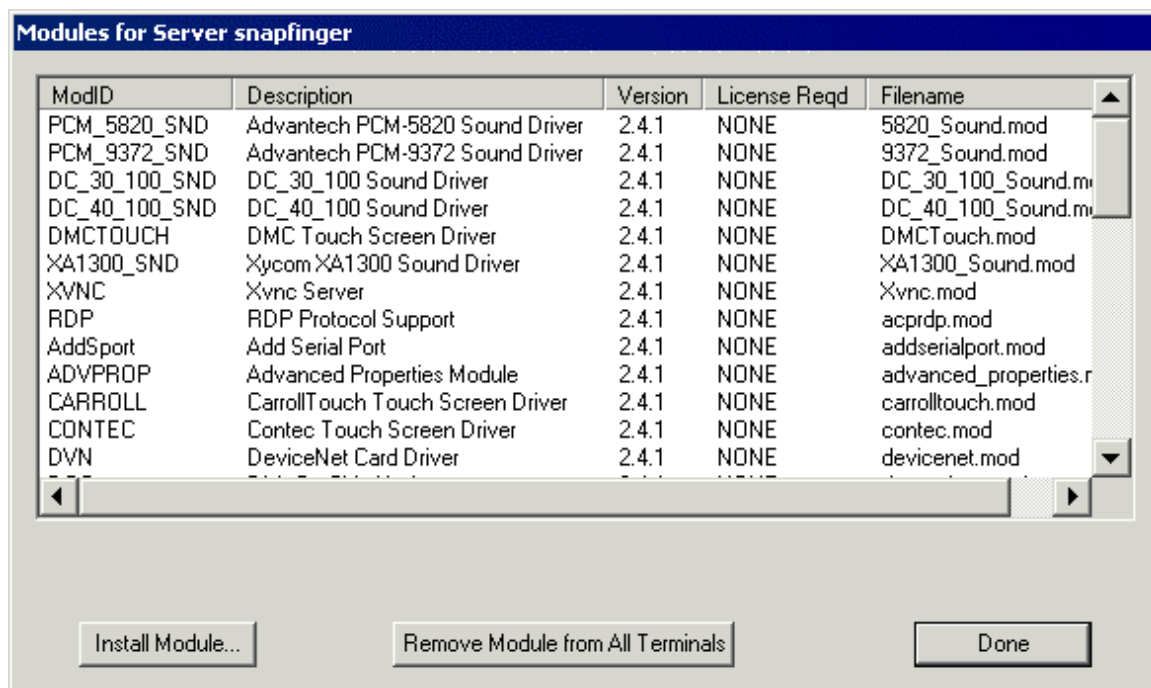 Modules for Server snapfinger
ModID Description Version License Reqd Filename
PCM_5820_SND Advantech PCM-5820 Sound Driver 2.4.1 NONE 5820_Sound.mod
PCM_9372_SND Advantech PCM-9372 Sound Driver 2.4.1 NONE 9372_Sound.mod
DC_30_100_SND DC_30_100 Sound Driver 2.4.1 NONE DC_30_100_Sound.m
DC_40_100_SND DC_40_100 Sound Driver 2.4.1 NONE DC_40_100_Sound.m
DMCTOUCH DMC Touch Screen Driver 2.4.1 NONE DMCTouch.mod
XA1300_SND Xycom XA1300 Sound Driver 2.4.1 NONE XA1300_Sound.mod
XVNC Xvnc Server 2.4.1 NONE Xvnc.mod
RDP RDP Protocol Support 2.4.1 NONE acprdp.mod
AddSport Add Serial Port 2.4.1 NONE addserialport.mod
ADVPROP Advanced Properties Module 2.4.1 NONE advanced_properties.r
CARROLL CarrollTouch Touch Screen Driver 2.4.1 NONE carrolltouch.mod
CONTEC Contec Touch Screen Driver 2.4.1 NONE contec.mod
DVN DeviceNet Card Driver 2.4.1 NONE devicenet.mod
Install Module... Remove Module from All Terminals Done